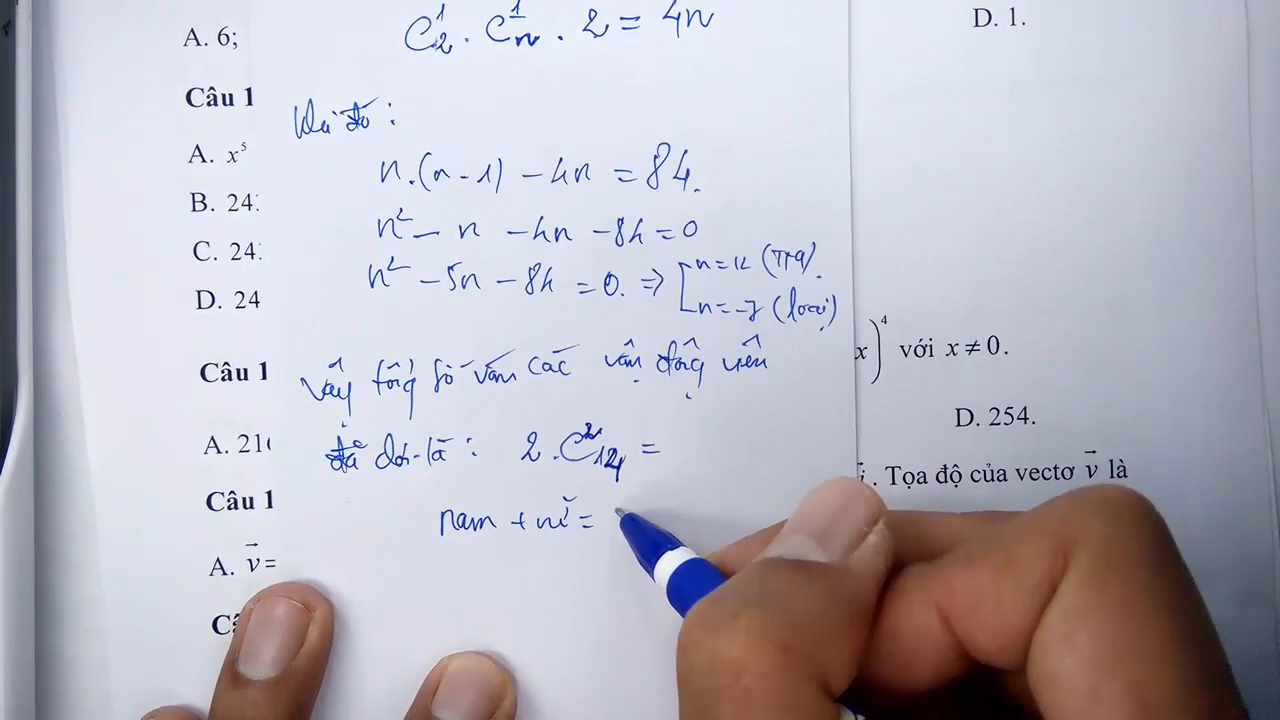 A. 6;
C¹₂ . C¹ₙ . 2 = 4n
D. 1.
Câu 1
Khi đó :
A. x⁵
n.(n-1) - 4n = 84.
B. 24
n² - n - 4n - 84 = 0
C. 24
n² - 5n - 84 = 0. => [ n = 12 (TM).
n = -7 (loại)
D. 24
x)⁴ với x ≠ 0.
Câu 1
Vậy tổng số ván các vận động viên
D. 254.
A. 21
đã chơi là : 2 . C²₁₄ =
. Tọa độ của vectơ v⃗ là
Câu 1
nam + nữ =
A. v⃗ =